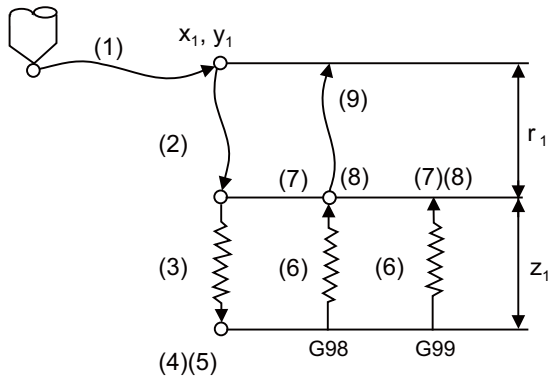 (1)
x1, y1
(9)
(2)
r1
(7) (8) (7)(8)
(3) (6) (6) z1
(4)(5) G98 G99